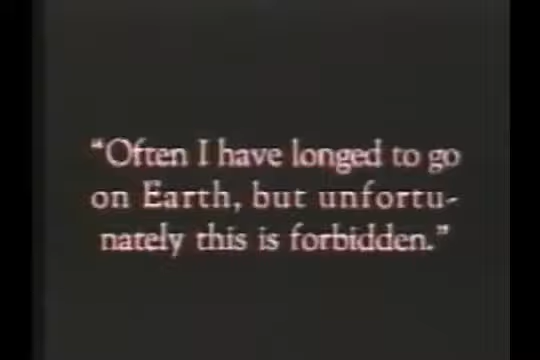 “Often I have longed to go
on Earth, but unfortu-
nately this is forbidden.”